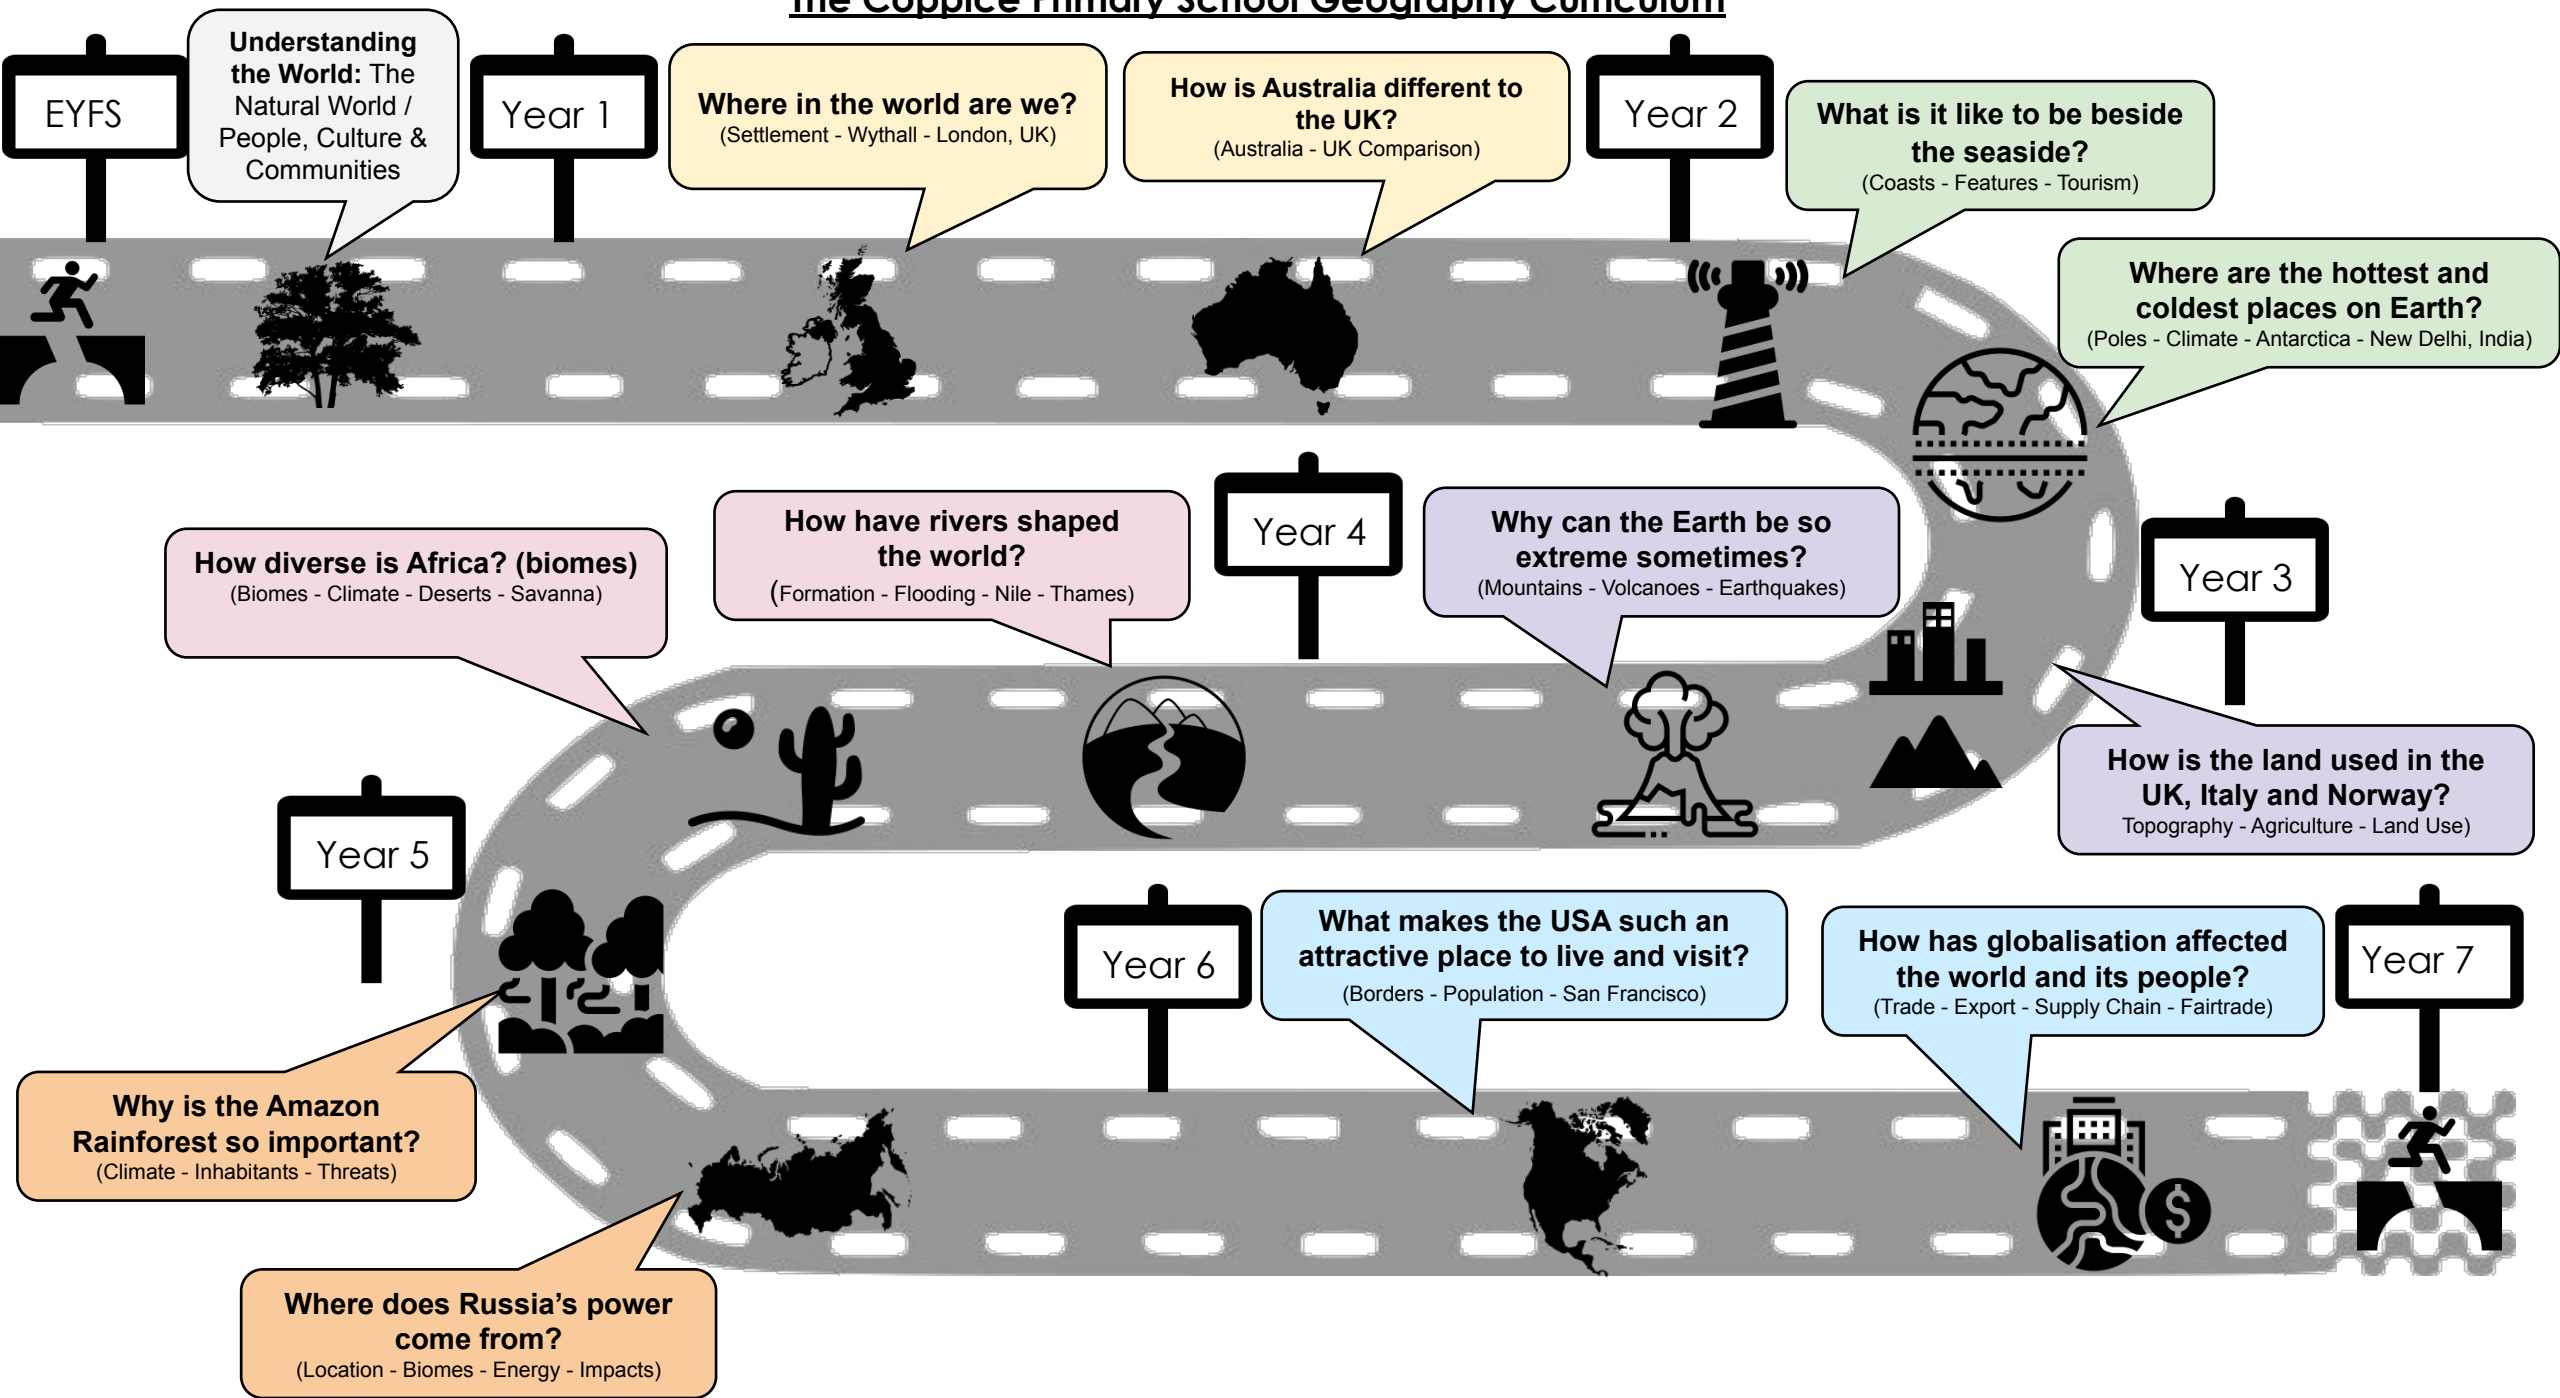 The Coppice Primary School Geography Curriculum
EYFS
Understanding
the World: The
Natural World /
People, Culture &
Communities
Year 1
Where in the world are we?
(Settlement - Wythall - London, UK)
How is Australia different to
the UK?
(Australia - UK Comparison)
Year 2
What is it like to be beside
the seaside?
(Coasts - Features - Tourism)
Where are the hottest and
coldest places on Earth?
(Poles - Climate - Antarctica - New Delhi, India)
Year 3
How is the land used in the
UK, Italy and Norway?
Topography - Agriculture - Land Use)
Why can the Earth be so
extreme sometimes?
(Mountains - Volcanoes - Earthquakes)
Year 4
How have rivers shaped
the world?
(Formation - Flooding - Nile - Thames)
How diverse is Africa? (biomes)
(Biomes - Climate - Deserts - Savanna)
Year 5
Why is the Amazon
Rainforest so important?
(Climate - Inhabitants - Threats)
Where does Russia’s power
come from?
(Location - Biomes - Energy - Impacts)
Year 6
What makes the USA such an
attractive place to live and visit?
(Borders - Population - San Francisco)
How has globalisation affected
the world and its people?
(Trade - Export - Supply Chain - Fairtrade)
$
Year 7